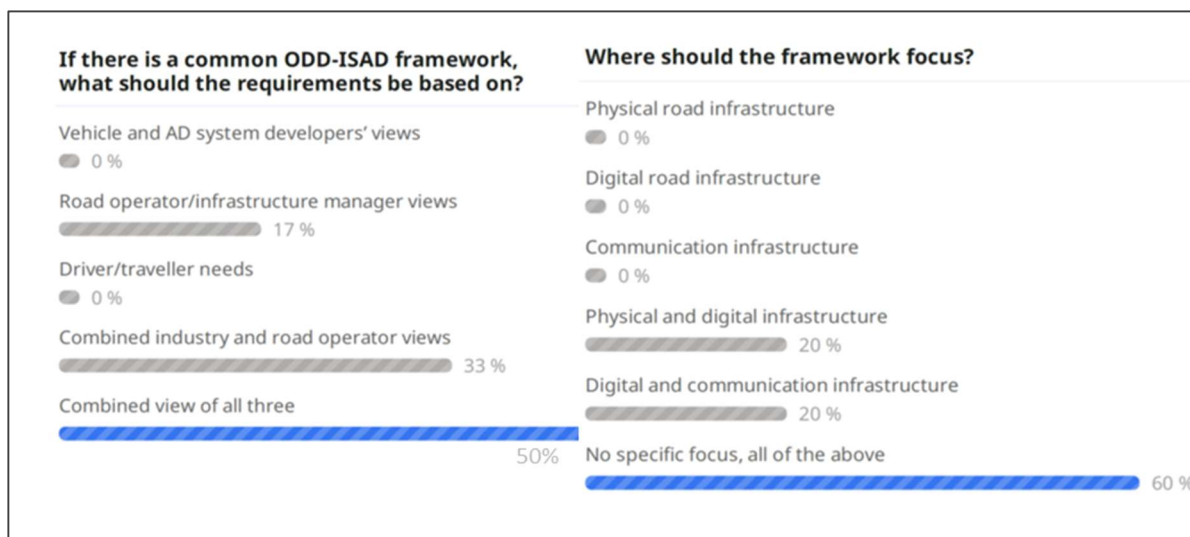 If there is a common ODD-ISAD framework,
what should the requirements be based on?
Vehicle and AD system developers’ views
0 %
Road operator/infrastructure manager views
17 %
Driver/traveller needs
0 %
Combined industry and road operator views
33 %
Combined view of all three
50%
Where should the framework focus?
Physical road infrastructure
0 %
Digital road infrastructure
0 %
Communication infrastructure
0 %
Physical and digital infrastructure
20 %
Digital and communication infrastructure
20 %
No specific focus, all of the above
60 %